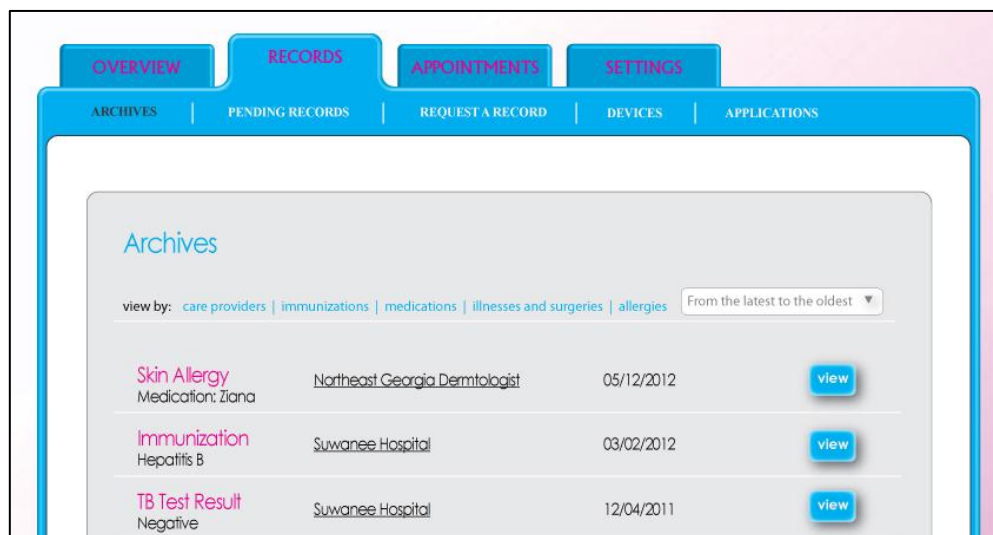 OVERVIEW RECORDS APPOINTMENTS SETTINGS
ARCHIVES | PENDING RECORDS | REQUEST A RECORD | DEVICES | APPLICATIONS
Archives
view by: care providers | immunizations | medications | illnesses and surgeries | allergies From the latest to the oldest ▼
Skin Allergy
Medication: Ziana
Northeast Georgia Dermtologist 05/12/2012 view
Immunization
Hepatitis B
Suwanee Hospital 03/02/2012 view
TB Test Result
Negative
Suwanee Hospital 12/04/2011 view